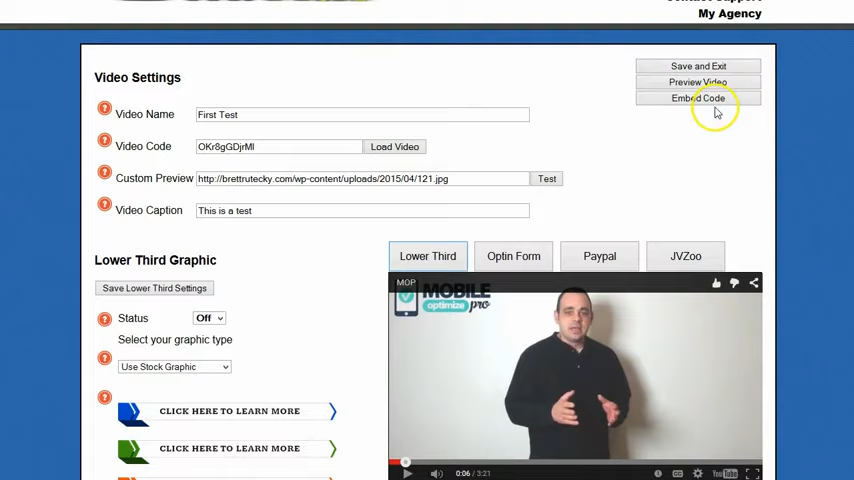 My Agency
Video Settings
Save and Exit
Preview Video
Embed Code
Video Name
First Test
Video Code
Load Video
Custom Preview
http://brettrutecky.com/wp-content/uploads/2015/04/121.jpg
Test
Video Caption
This is a test
Lower Third Graphic
Lower Third
Optin Form
Paypal
JVZoo
Save Lower Third Settings
Status
Off
Select your graphic type
Use Stock Graphic
CLICK HERE TO LEARN MORE
CLICK HERE TO LEARN MORE
MOP
MOBILE
optimize pro
0:06 / 3:21
YouTube